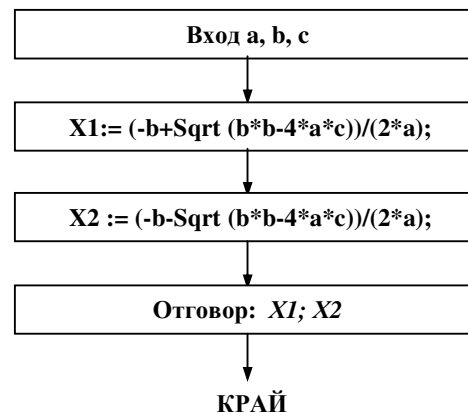 Вход a, b, c
X1:= (-b+Sqrt (b*b-4*a*c))/(2*a);
X2 := (-b-Sqrt (b*b-4*a*c))/(2*a);
Отговор: X1; X2
КРАЙ